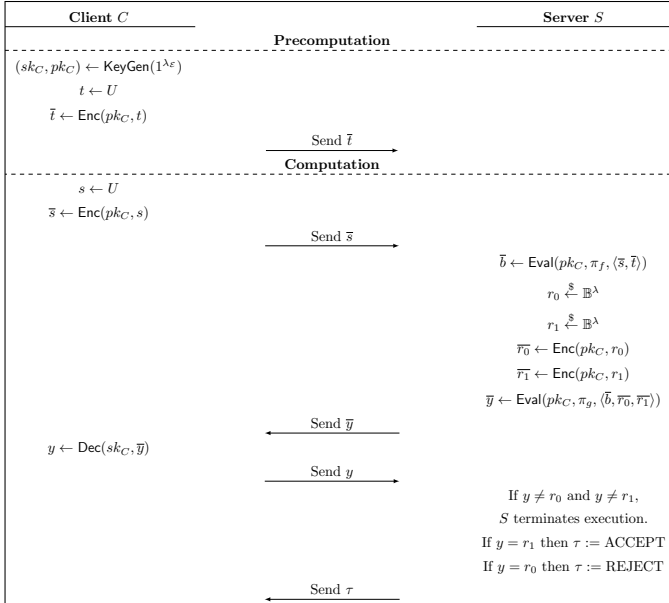 Client C Server S
Precomputation
(sk_C, pk_C) ← KeyGen(1^{λ_ε})
t ← U
t̅ ← Enc(pk_C, t)
Send t̅
Computation
s ← U
s̅ ← Enc(pk_C, s)
Send s̅
b̅ ← Eval(pk_C, π_f, ⟨s̅, t̅⟩)
r_0 ←$ 𝔹^λ
r_1 ←$ 𝔹^λ
r̅_0 ← Enc(pk_C, r_0)
r̅_1 ← Enc(pk_C, r_1)
y̅ ← Eval(pk_C, π_g, ⟨b̅, r̅_0, r̅_1⟩)
Send y̅
y ← Dec(sk_C, y̅)
Send y
If y ≠ r_0 and y ≠ r_1,
S terminates execution.
If y = r_1 then τ := ACCEPT
If y = r_0 then τ := REJECT
Send τ